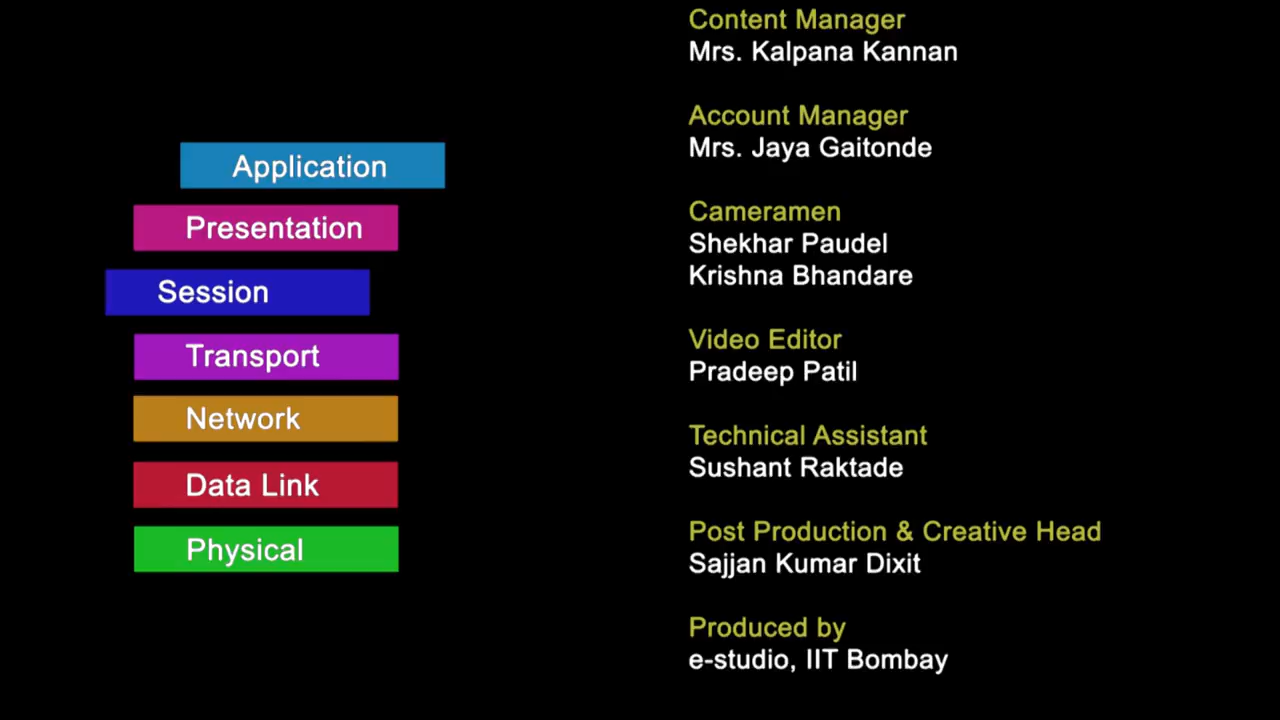 Application
Presentation
Session
Transport
Network
Data Link
Physical
Content Manager
Mrs. Kalpana Kannan
Account Manager
Mrs. Jaya Gaitonde
Cameramen
Shekhar Paudel
Krishna Bhandare
Video Editor
Pradeep Patil
Technical Assistant
Sushant Raktade
Post Production & Creative Head
Sajjan Kumar Dixit
Produced by
e-studio, IIT Bombay